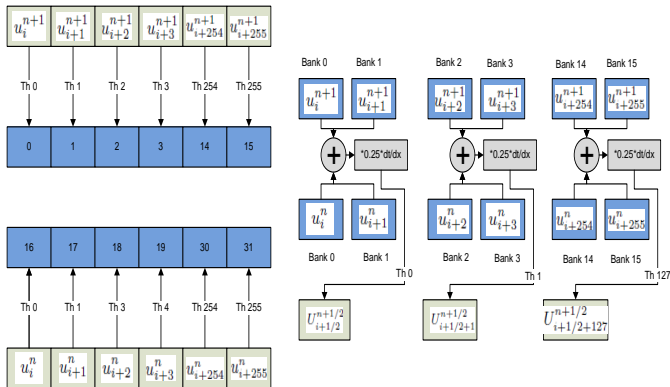 u_i^{n+1} u_{i+1}^{n+1} u_{i+2}^{n+1} u_{i+3}^{n+1} u_{i+254}^{n+1} u_{i+255}^{n+1}
Th 0 Th 1 Th 2 Th 3 Th 254 Th 255
0 1 2 3 14 15
16 17 18 19 30 31
Th 0 Th 1 Th 3 Th 4 Th 254 Th 255
u_i^n u_{i+1}^n u_{i+2}^n u_{i+3}^n u_{i+254}^n u_{i+255}^n
Bank 0 Bank 1 Bank 2 Bank 3 Bank 14 Bank 15
u_i^{n+1} u_{i+1}^{n+1} u_{i+2}^{n+1} u_{i+3}^{n+1} u_{i+254}^{n+1} u_{i+255}^{n+1}
+ *0.25*dt/dx + *0.25*dt/dx + *0.25*dt/dx
u_i^n u_{i+1}^n u_{i+2}^n u_{i+3}^n u_{i+254}^n u_{i+255}^n
Bank 0 Bank 1 Bank 2 Bank 3 Bank 14 Bank 15
Th 0 Th 1 Th 127
U_{i+1/2}^{n+1/2} U_{i+1/2+1}^{n+1/2} U_{i+1/2+127}^{n+1/2}